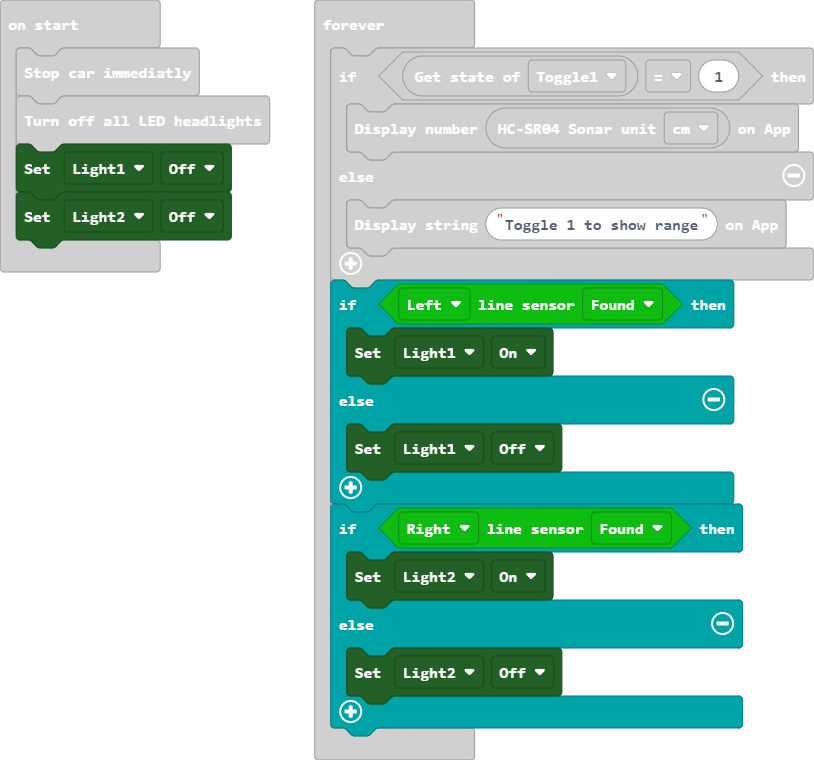 on start
Stop car immediatly
Turn off all LED headlights
Set Light1 Off
Set Light2 Off
forever
if Get state of Toggle1 = 1 then
Display number HC-SR04 Sonar unit cm on App
else
Display string "Toggle 1 to show range" on App
if Left line sensor Found then
Set Light1 On
else
Set Light1 Off
if Right line sensor Found then
Set Light2 On
else
Set Light2 Off